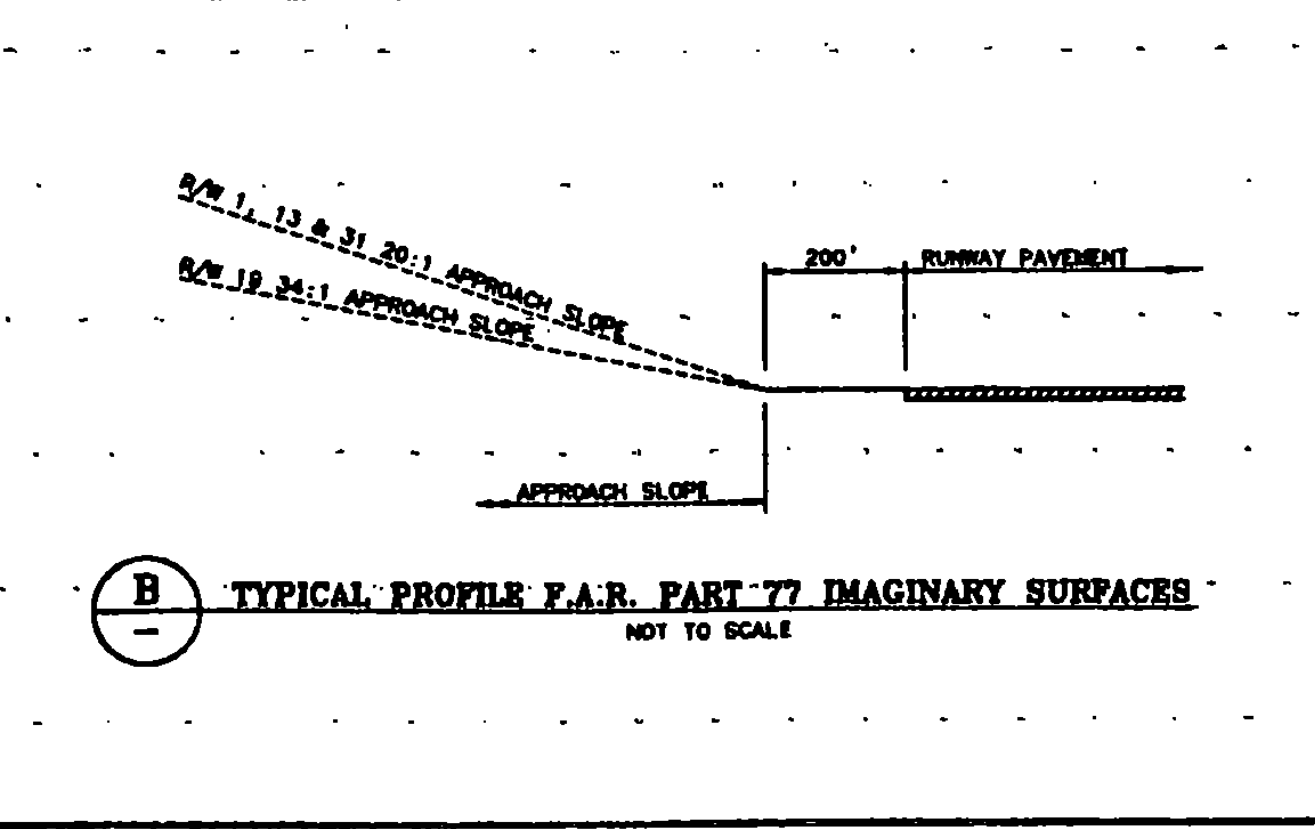 R/W 1, 13 & 31 20:1 APPROACH SLOPE
R/W 19 34:1 APPROACH SLOPE
200'
RUNWAY PAVEMENT
APPROACH SLOPE
B
–
TYPICAL PROFILE F.A.R. PART 77 IMAGINARY SURFACES
NOT TO SCALE